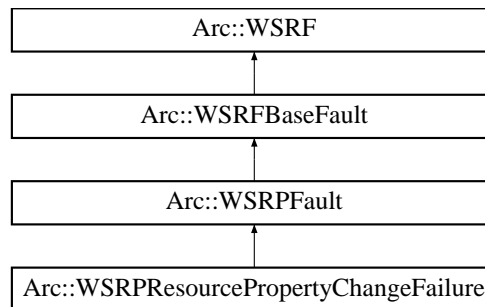 Arc::WSRF
Arc::WSRFBaseFault
Arc::WSRPFault
Arc::WSRPResourcePropertyChangeFailure